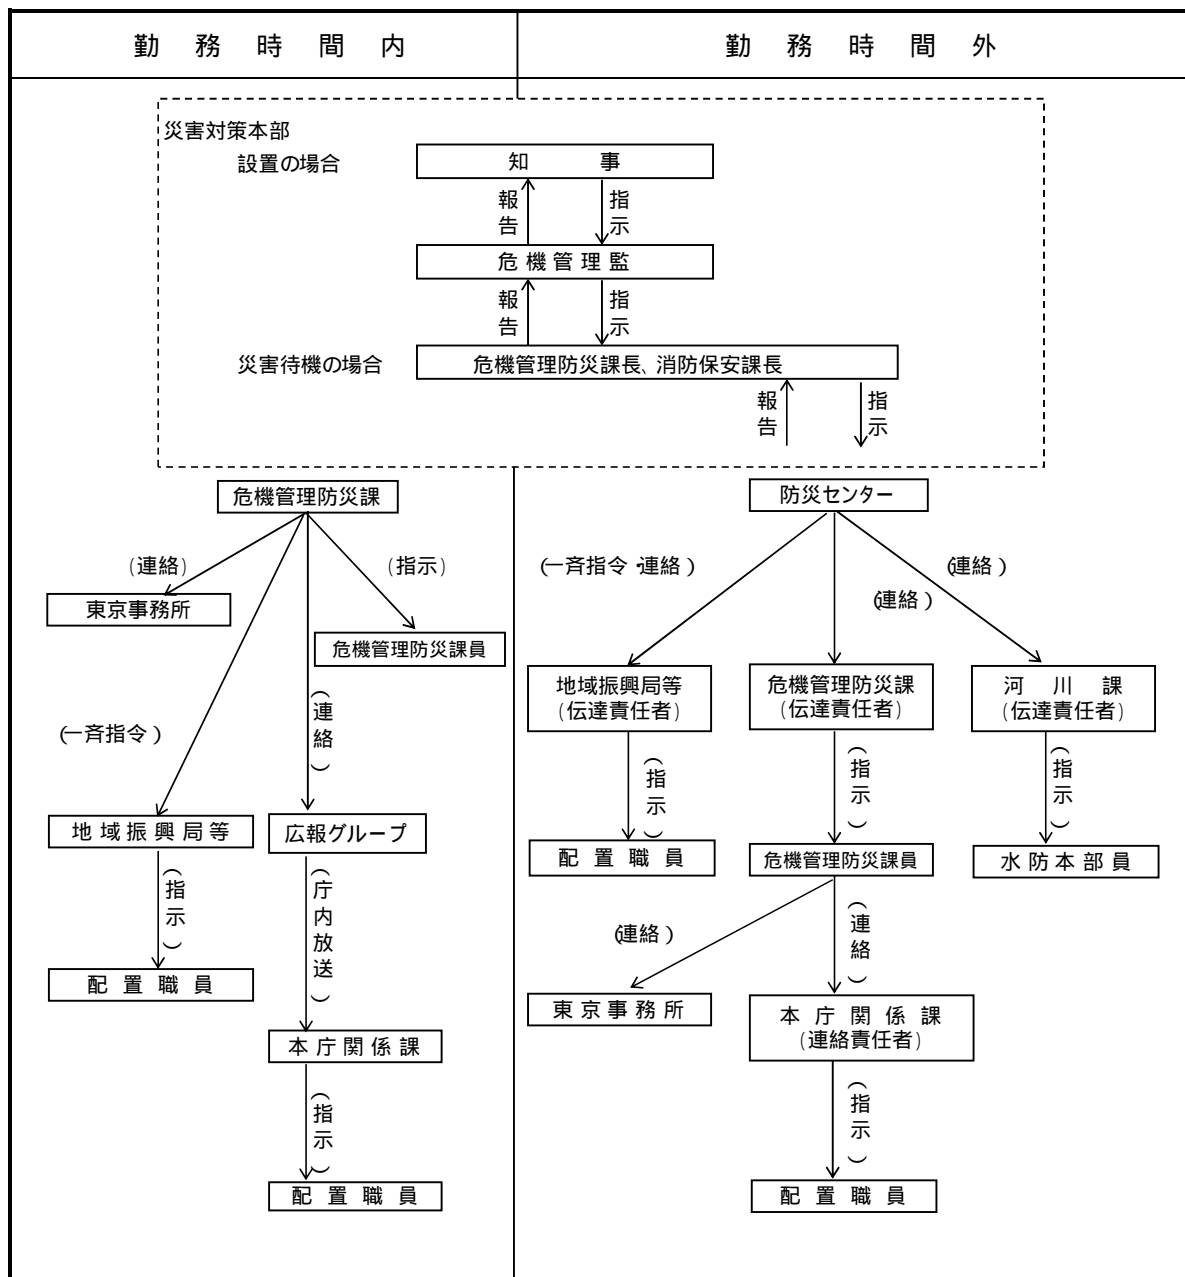 勤務時間内
勤務時間外
災害対策本部
設置の場合
知事
報告
指示
危機管理監
報告
指示
災害待機の場合
危機管理防災課長、消防保安課長
報告
指示
危機管理防災課
(連絡)
(指示)
東京事務所
危機管理防災課員
(一斉指令)
(連絡)
地域振興局等
広報グループ
(指示)
(庁内放送)
配置職員
本庁関係課
(指示)
配置職員
防災センター
(一斉指令・連絡)
(連絡)
(連絡)
地域振興局等
(伝達責任者)
危機管理防災課
(伝達責任者)
河川課
(伝達責任者)
(指示)
(指示)
(指示)
配置職員
危機管理防災課員
水防本部員
(連絡)
(連絡)
東京事務所
本庁関係課
(連絡責任者)
(指示)
配置職員